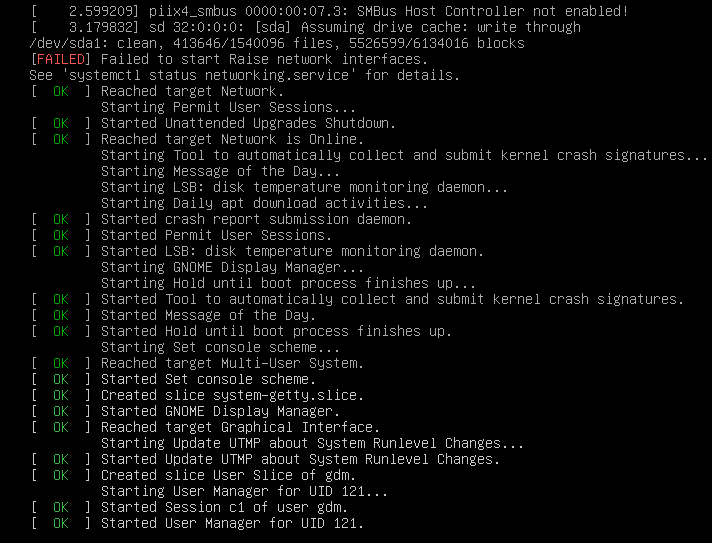 [    2.599209] piix4_smbus 0000:00:07.3: SMBus Host Controller not enabled!
[    3.179832] sd 32:0:0:0: [sda] Assuming drive cache: write through
/dev/sda1: clean, 413646/1540096 files, 5526599/6134016 blocks
[FAILED] Failed to start Raise network interfaces.
See 'systemctl status networking.service' for details.
[  OK  ] Reached target Network.
         Starting Permit User Sessions...
[  OK  ] Started Unattended Upgrades Shutdown.
[  OK  ] Reached target Network is Online.
         Starting Tool to automatically collect and submit kernel crash signatures...
         Starting Message of the Day...
         Starting LSB: disk temperature monitoring daemon...
         Starting Daily apt download activities...
[  OK  ] Started crash report submission daemon.
[  OK  ] Started Permit User Sessions.
[  OK  ] Started LSB: disk temperature monitoring daemon.
         Starting GNOME Display Manager...
         Starting Hold until boot process finishes up...
[  OK  ] Started Tool to automatically collect and submit kernel crash signatures.
[  OK  ] Started Message of the Day.
[  OK  ] Started Hold until boot process finishes up.
         Starting Set console scheme...
[  OK  ] Reached target Multi-User System.
[  OK  ] Started Set console scheme.
[  OK  ] Created slice system-getty.slice.
[  OK  ] Started GNOME Display Manager.
[  OK  ] Reached target Graphical Interface.
         Starting Update UTMP about System Runlevel Changes...
[  OK  ] Started Update UTMP about System Runlevel Changes.
[  OK  ] Created slice User Slice of gdm.
         Starting User Manager for UID 121...
[  OK  ] Started Session c1 of user gdm.
[  OK  ] Started User Manager for UID 121.